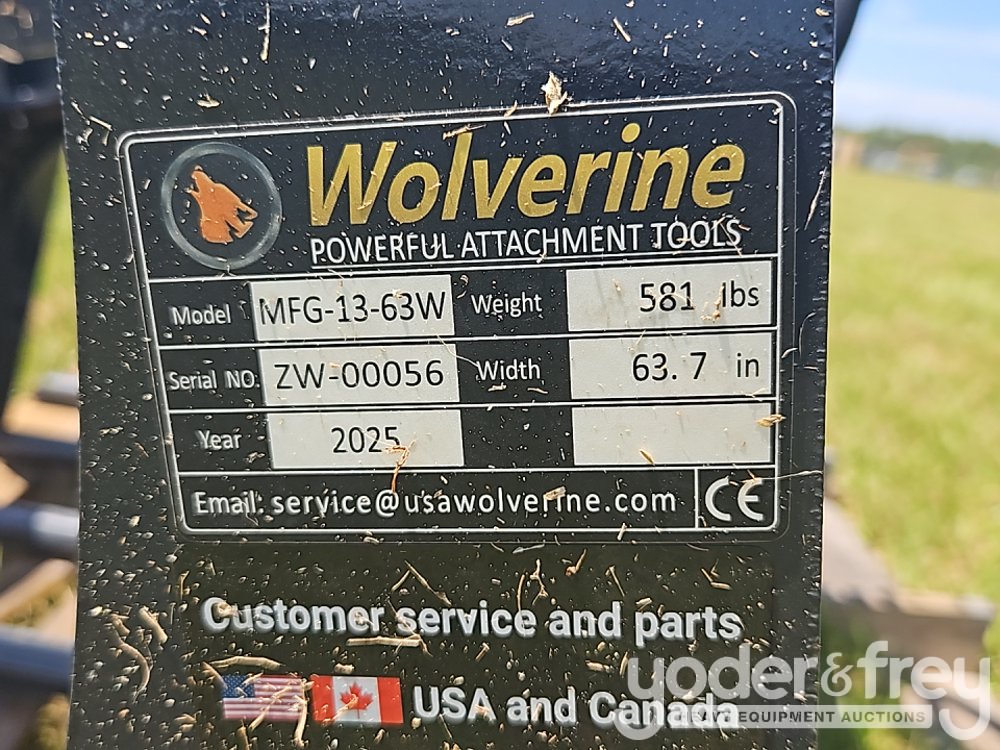 Wolverine
POWERFUL ATTACHMENT TOOLS
Model MFG-13-63W Weight 581 lbs
Serial NO. ZW-00056 Width 63.7 in
Year 2025
Email: service@usawolverine.com CE
Customer service and parts
USA and Canada
yoder&frey
HEAVY EQUIPMENT AUCTIONS